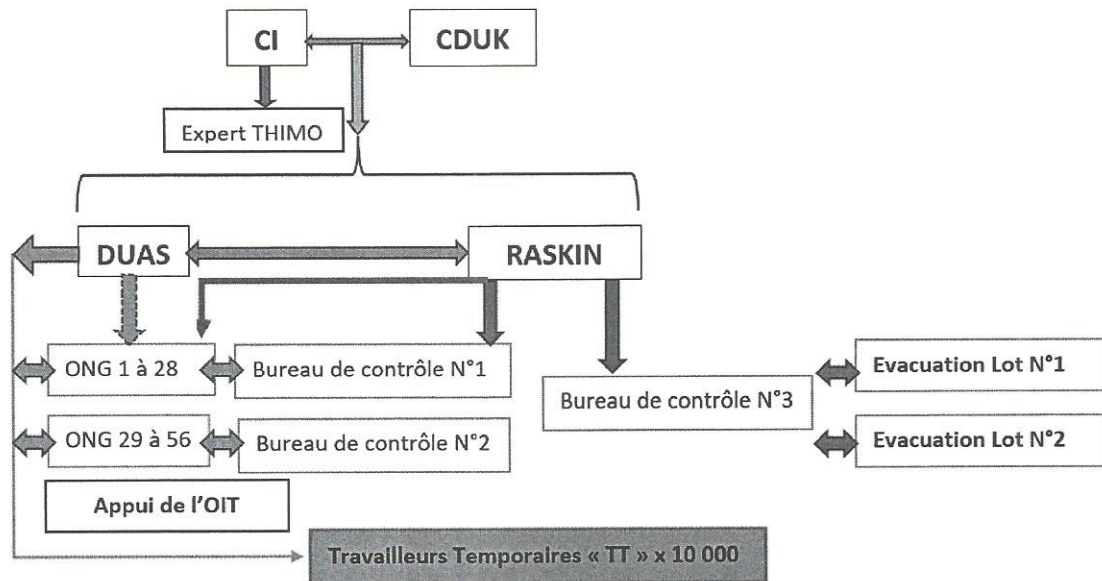 CI
CDUK
Expert THIMO
DUAS
RASKIN
ONG 1 à 28
Bureau de contrôle N°1
Evacuation Lot N°1
Bureau de contrôle N°3
ONG 29 à 56
Bureau de contrôle N°2
Evacuation Lot N°2
Appui de l'OIT
Travailleurs Temporaires « TT » x 10 000